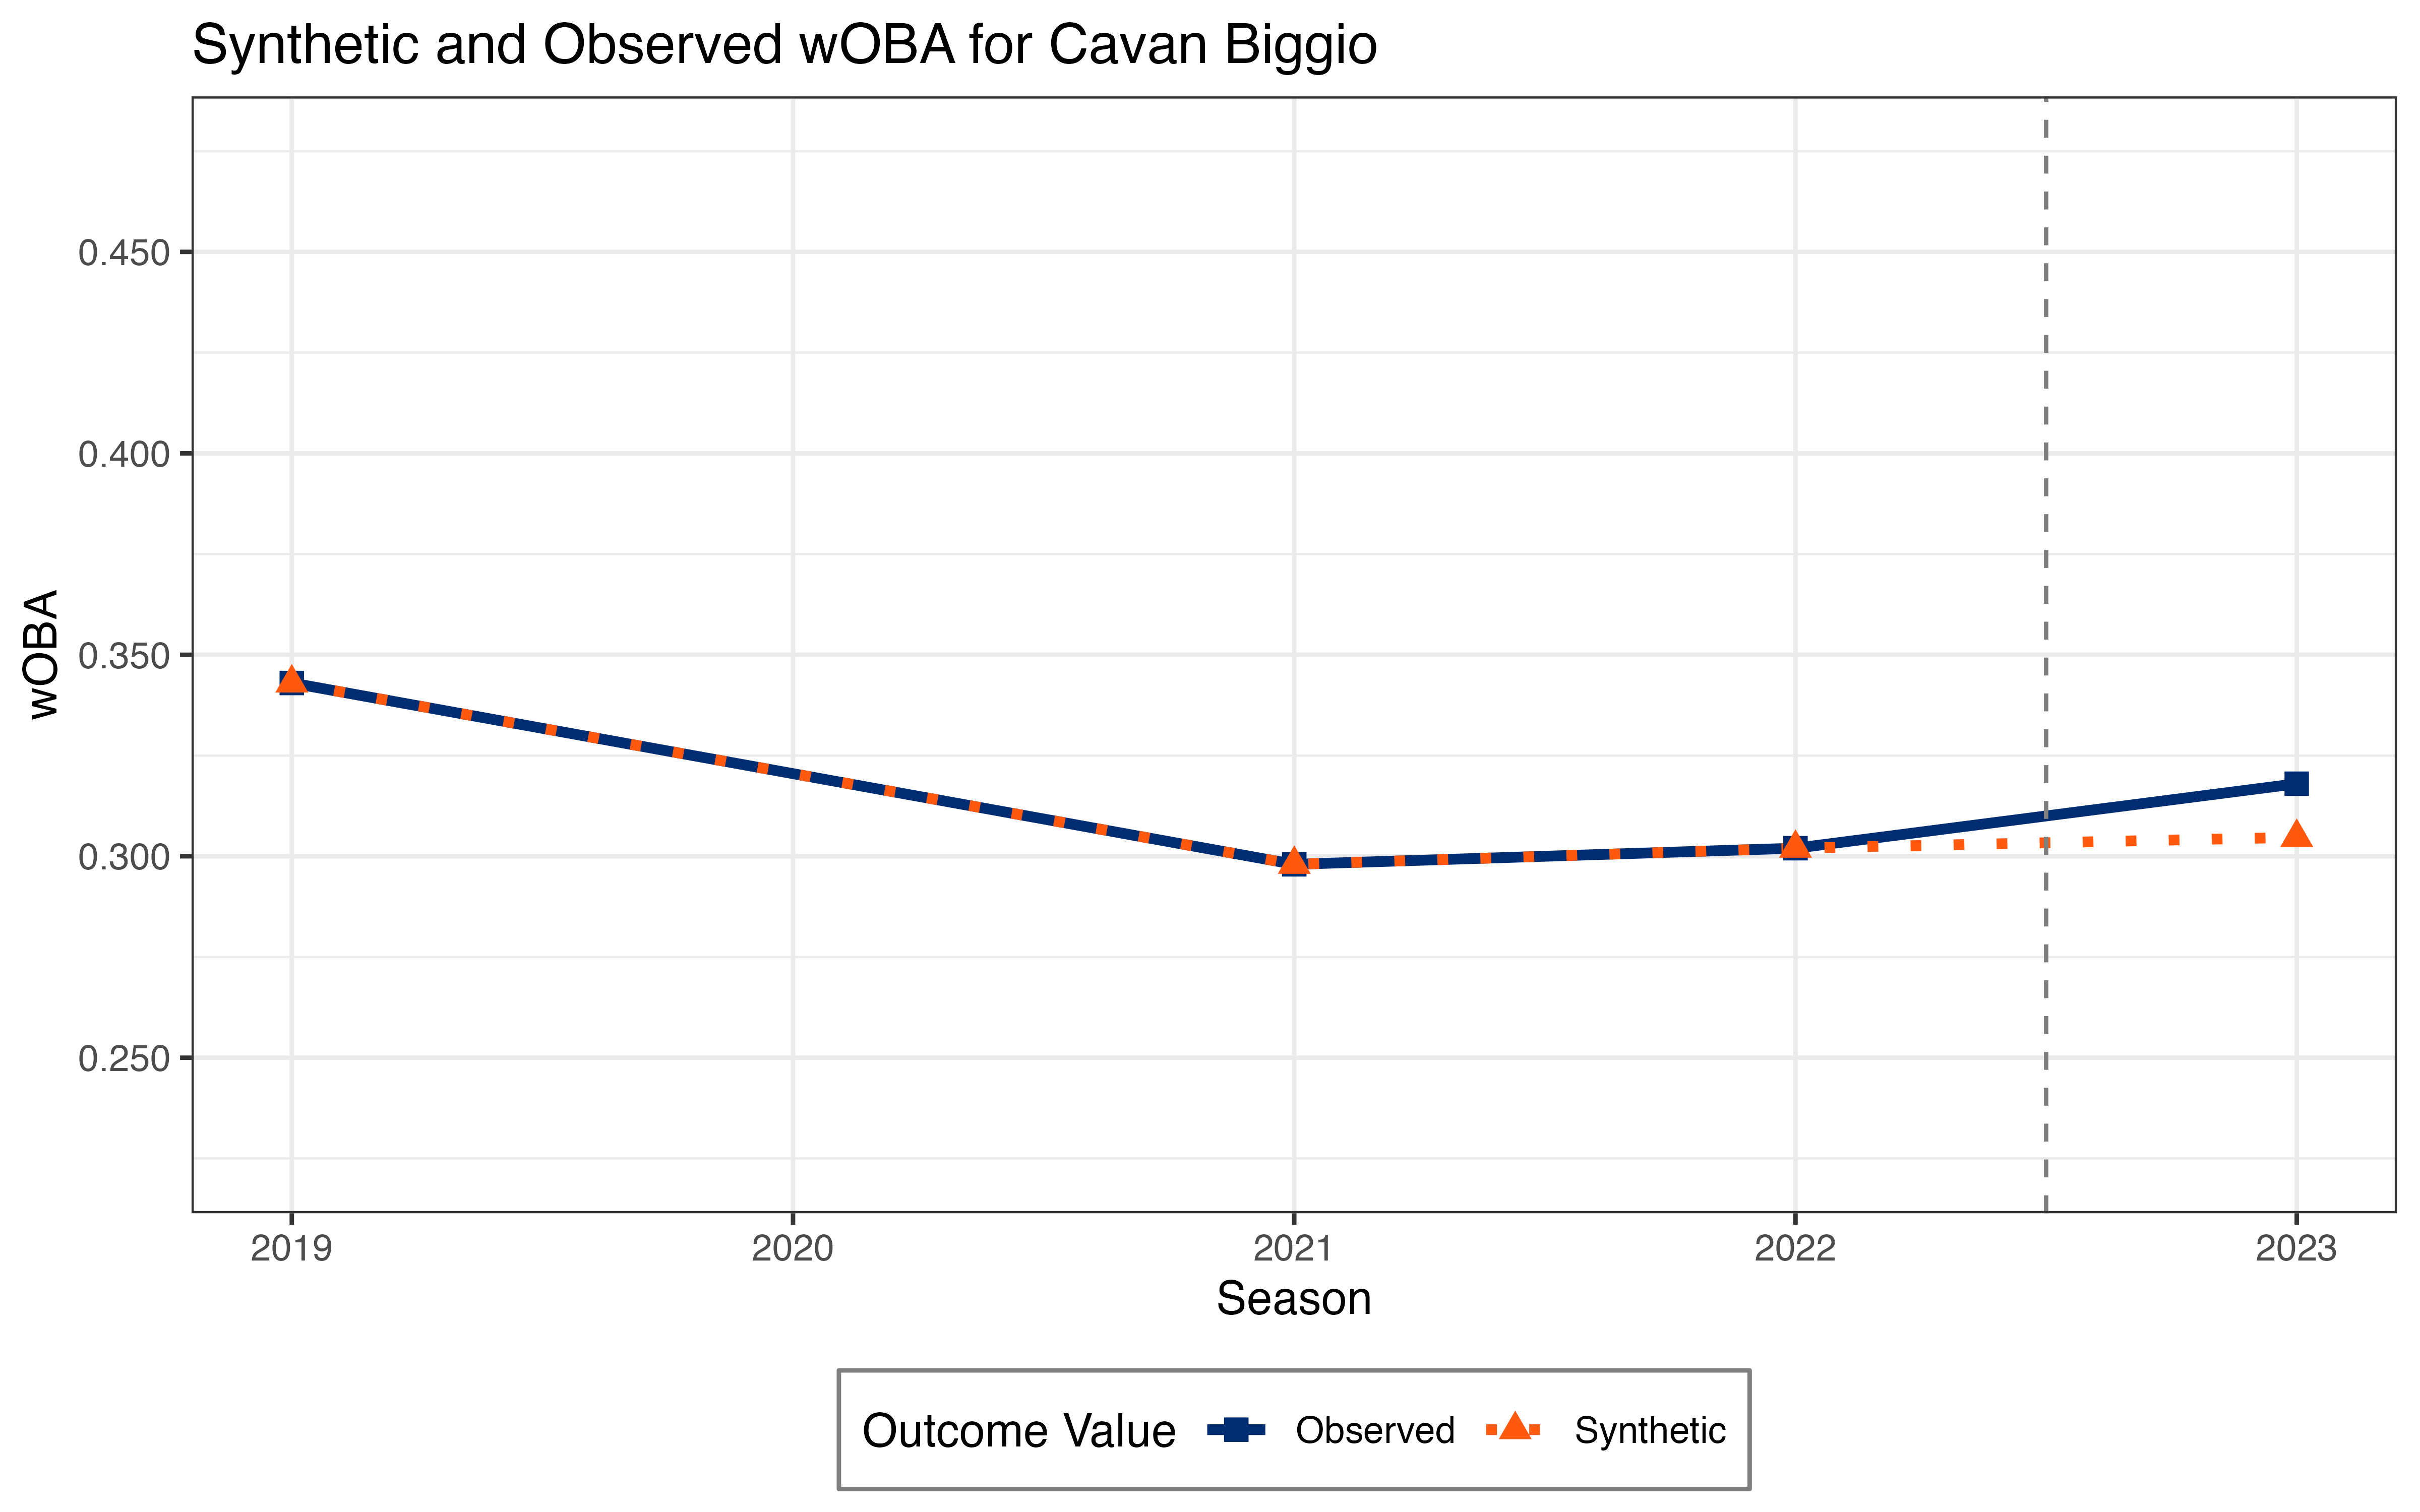 Synthetic and Observed wOBA for Cavan Biggio
wOBA
0.450
0.400
0.350
0.300
0.250
2019 2020 2021 2022 2023
Season
Outcome Value Observed Synthetic